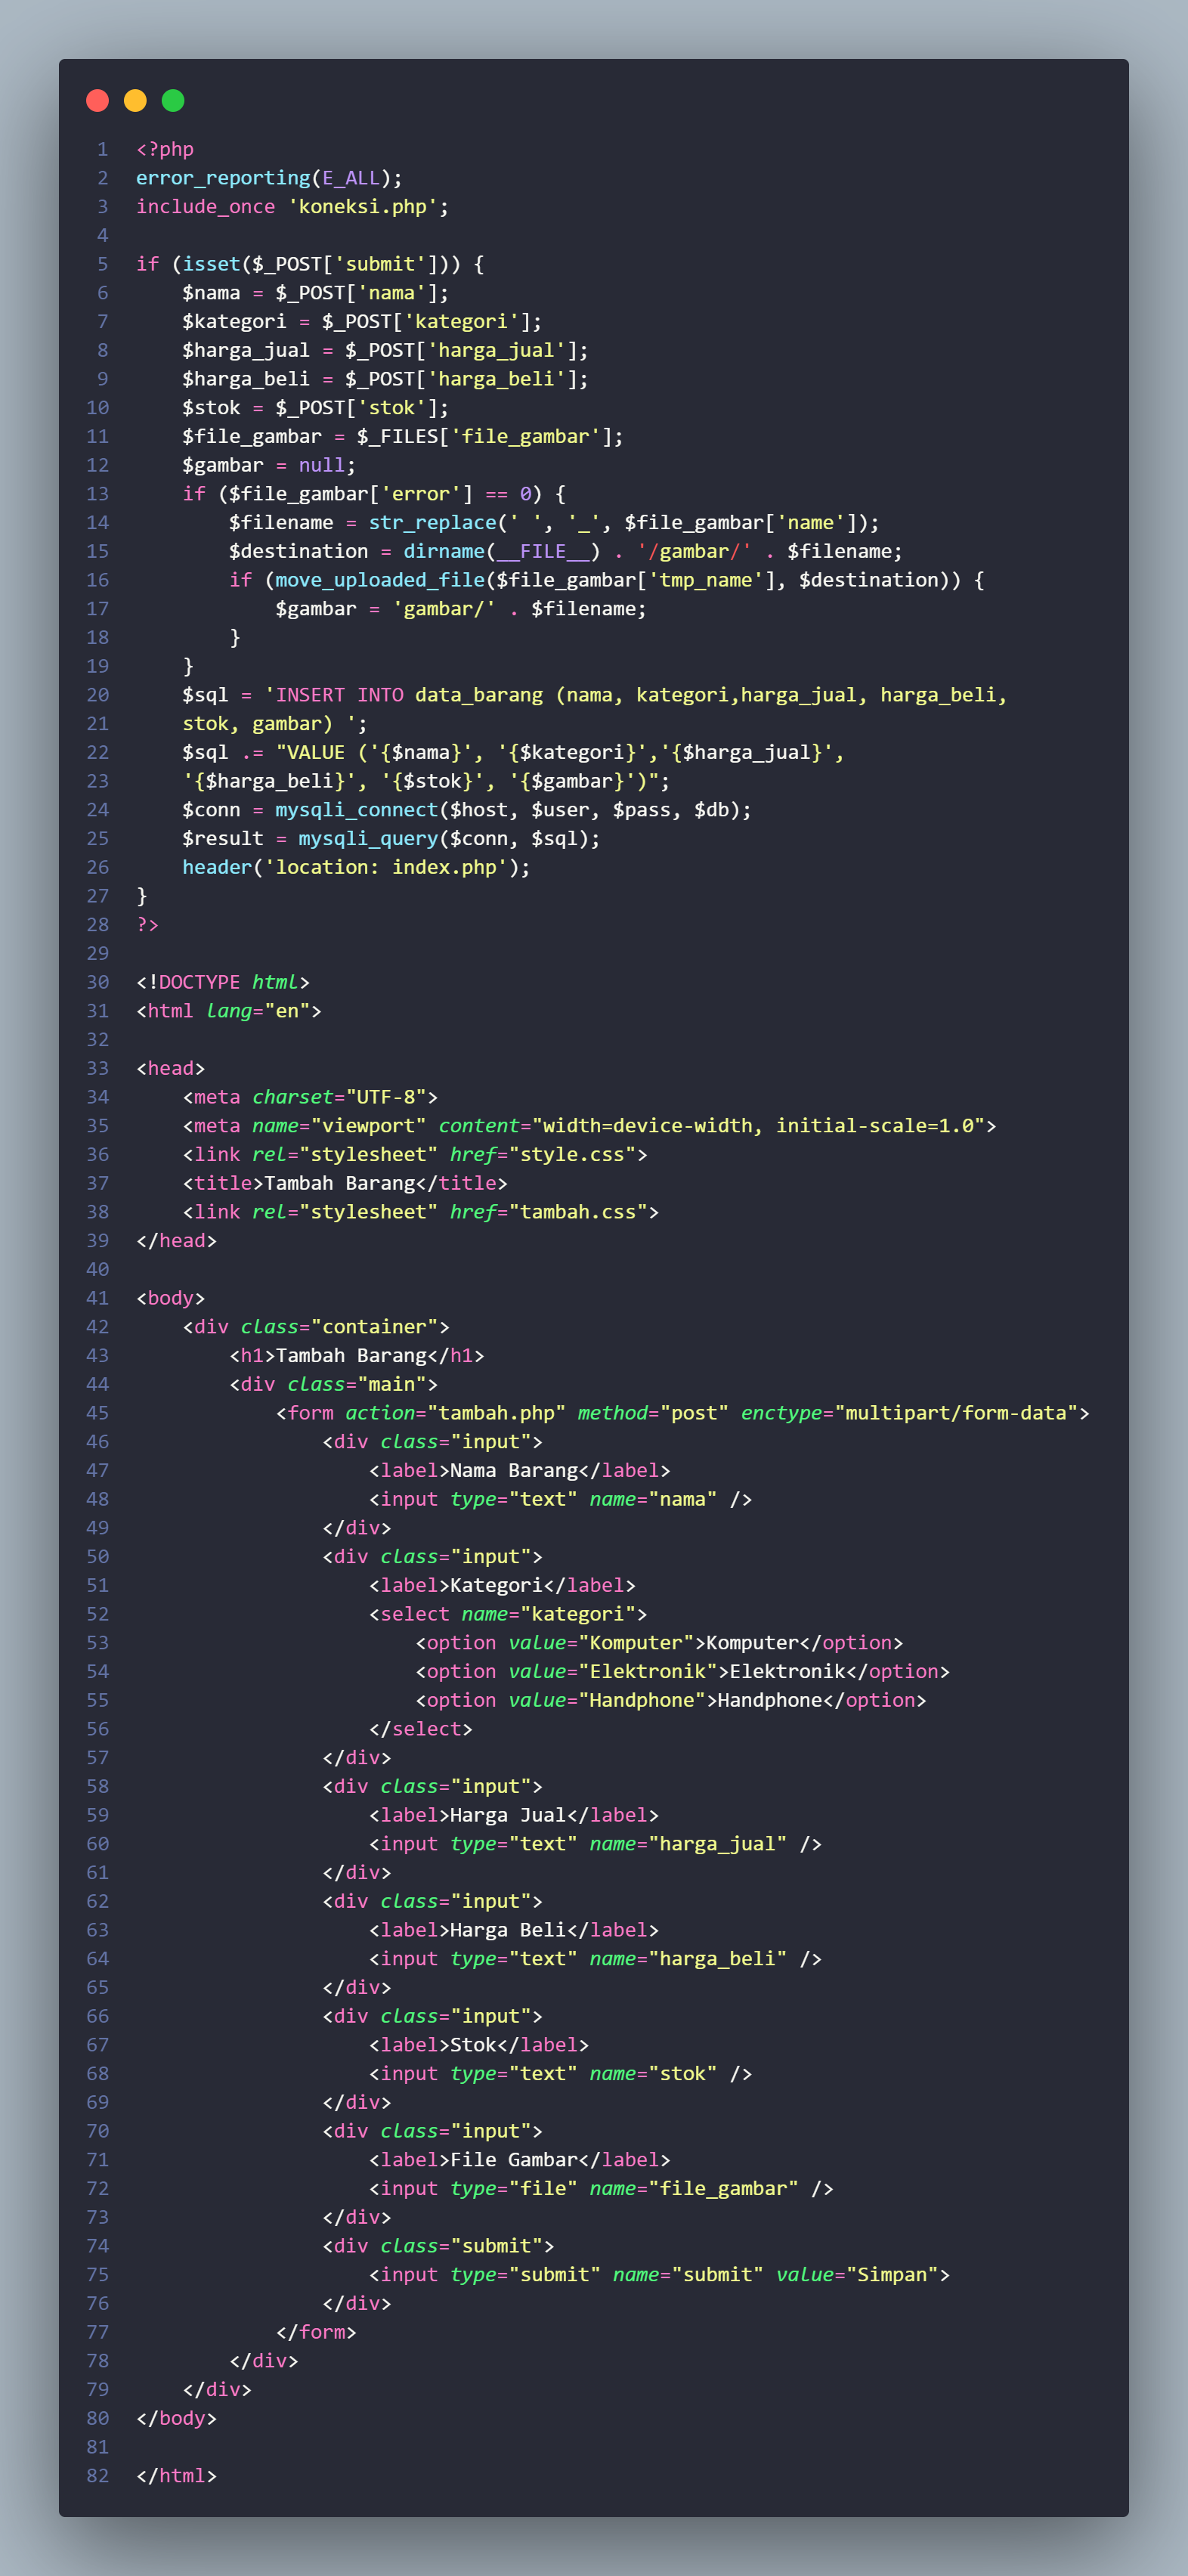 1 <?php
2 error_reporting(E_ALL);
3 include_once 'koneksi.php';
4
5 if (isset($_POST['submit'])) {
6     $nama = $_POST['nama'];
7     $kategori = $_POST['kategori'];
8     $harga_jual = $_POST['harga_jual'];
9     $harga_beli = $_POST['harga_beli'];
10     $stok = $_POST['stok'];
11     $file_gambar = $_FILES['file_gambar'];
12     $gambar = null;
13     if ($file_gambar['error'] == 0) {
14         $filename = str_replace(' ', '_', $file_gambar['name']);
15         $destination = dirname(__FILE__) . '/gambar/' . $filename;
16         if (move_uploaded_file($file_gambar['tmp_name'], $destination)) {
17             $gambar = 'gambar/' . $filename;
18         }
19     }
20     $sql = 'INSERT INTO data_barang (nama, kategori,harga_jual, harga_beli,
21     stok, gambar) ';
22     $sql .= "VALUE ('{$nama}', '{$kategori}','{$harga_jual}',
23     '{$harga_beli}', '{$stok}', '{$gambar}')";
24     $conn = mysqli_connect($host, $user, $pass, $db);
25     $result = mysqli_query($conn, $sql);
26     header('location: index.php');
27 }
28 ?>
29
30 <!DOCTYPE html>
31 <html lang="en">
32
33 <head>
34     <meta charset="UTF-8">
35     <meta name="viewport" content="width=device-width, initial-scale=1.0">
36     <link rel="stylesheet" href="style.css">
37     <title>Tambah Barang</title>
38     <link rel="stylesheet" href="tambah.css">
39 </head>
40
41 <body>
42     <div class="container">
43         <h1>Tambah Barang</h1>
44         <div class="main">
45             <form action="tambah.php" method="post" enctype="multipart/form-data">
46                 <div class="input">
47                     <label>Nama Barang</label>
48                     <input type="text" name="nama" />
49                 </div>
50                 <div class="input">
51                     <label>Kategori</label>
52                     <select name="kategori">
53                         <option value="Komputer">Komputer</option>
54                         <option value="Elektronik">Elektronik</option>
55                         <option value="Handphone">Handphone</option>
56                     </select>
57                 </div>
58                 <div class="input">
59                     <label>Harga Jual</label>
60                     <input type="text" name="harga_jual" />
61                 </div>
62                 <div class="input">
63                     <label>Harga Beli</label>
64                     <input type="text" name="harga_beli" />
65                 </div>
66                 <div class="input">
67                     <label>Stok</label>
68                     <input type="text" name="stok" />
69                 </div>
70                 <div class="input">
71                     <label>File Gambar</label>
72                     <input type="file" name="file_gambar" />
73                 </div>
74                 <div class="submit">
75                     <input type="submit" name="submit" value="Simpan">
76                 </div>
77             </form>
78         </div>
79     </div>
80 </body>
81
82 </html>